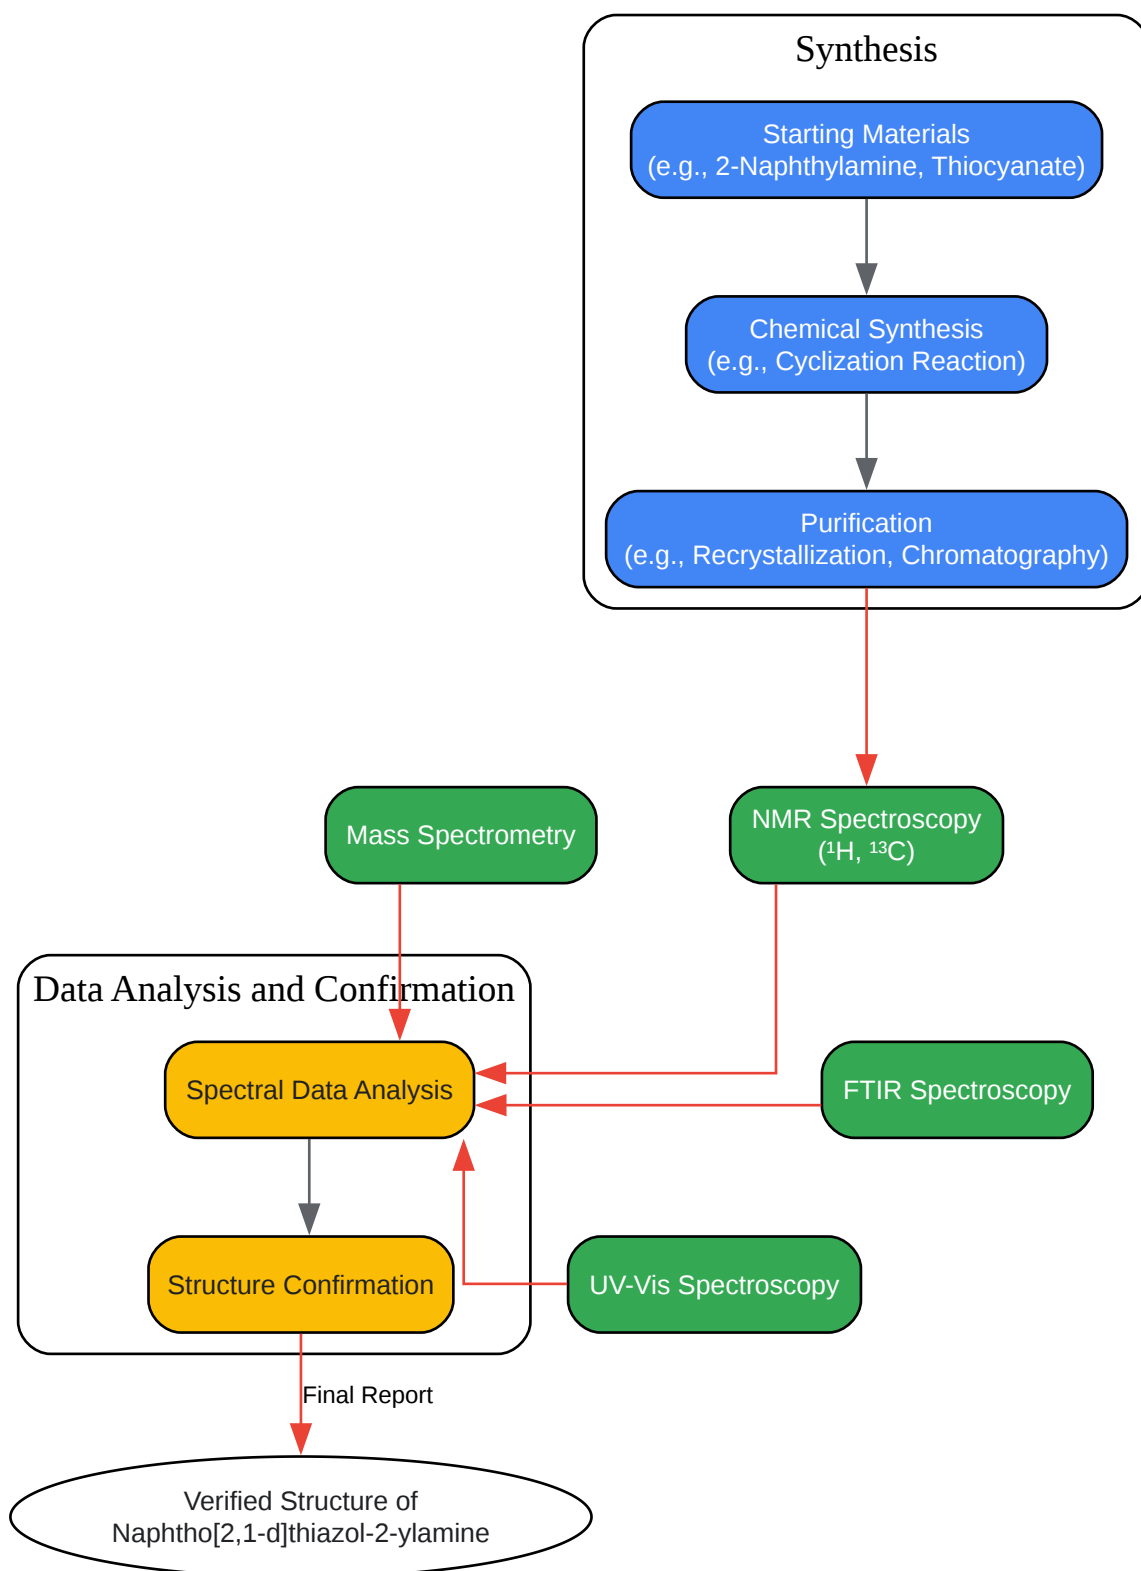 Synthesis
Starting Materials
(e.g., 2-Naphthylamine, Thiocyanate)
Chemical Synthesis
(e.g., Cyclization Reaction)
Purification
(e.g., Recrystallization, Chromatography)
Mass Spectrometry
NMR Spectroscopy
(¹H, ¹³C)
Data Analysis and Confirmation
Spectral Data Analysis
FTIR Spectroscopy
Structure Confirmation
UV-Vis Spectroscopy
Final Report
Verified Structure of
Naphtho[2,1-d]thiazol-2-ylamine